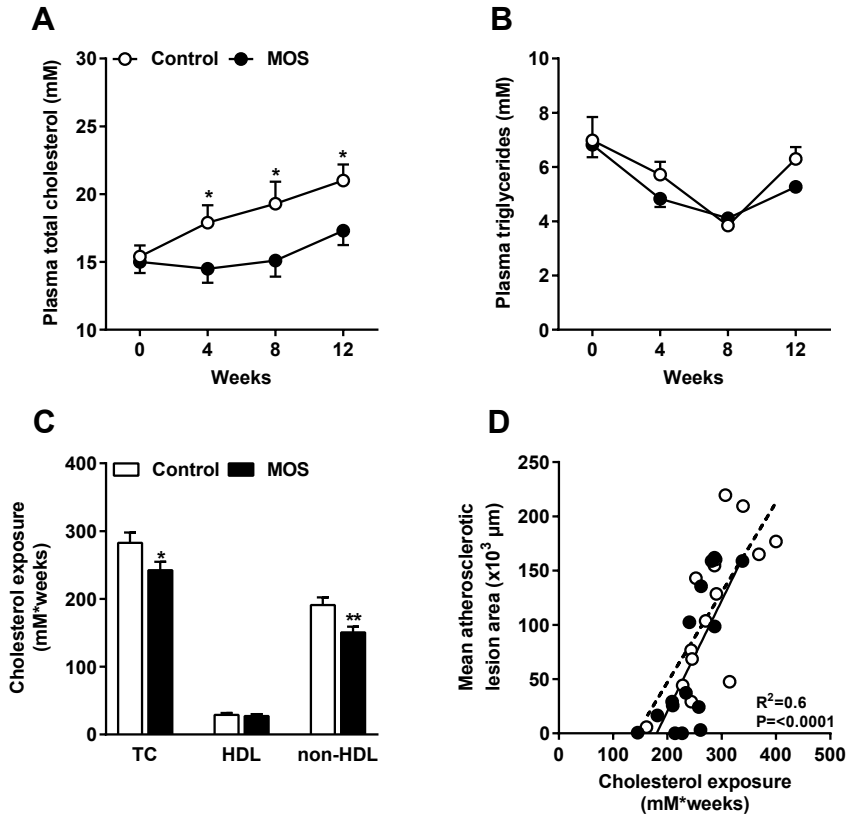 A
Control MOS
Plasma total cholesterol (mM)
30
25
20
15
10
* * *
0 4 8 12
Weeks
B
Plasma triglycerides (mM)
10
8
6
4
2
0
0 4 8 12
Weeks
C
Control MOS
Cholesterol exposure
(mM*weeks)
400
300
200
100
0
* **
TC HDL non-HDL
D
Mean atherosclerotic
lesion area (x10³ µm)
250
200
150
100
50
0
R²=0.6
P=<0.0001
0 100 200 300 400 500
Cholesterol exposure
(mM*weeks)